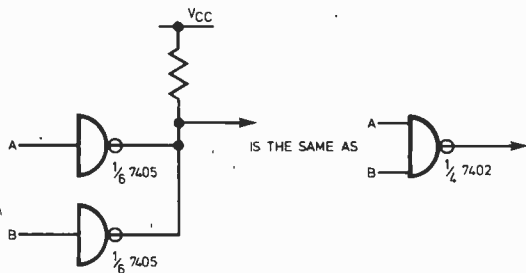 VCC
A
1/6 7405
IS THE SAME AS
A
B
1/4 7402
B
1/6 7405